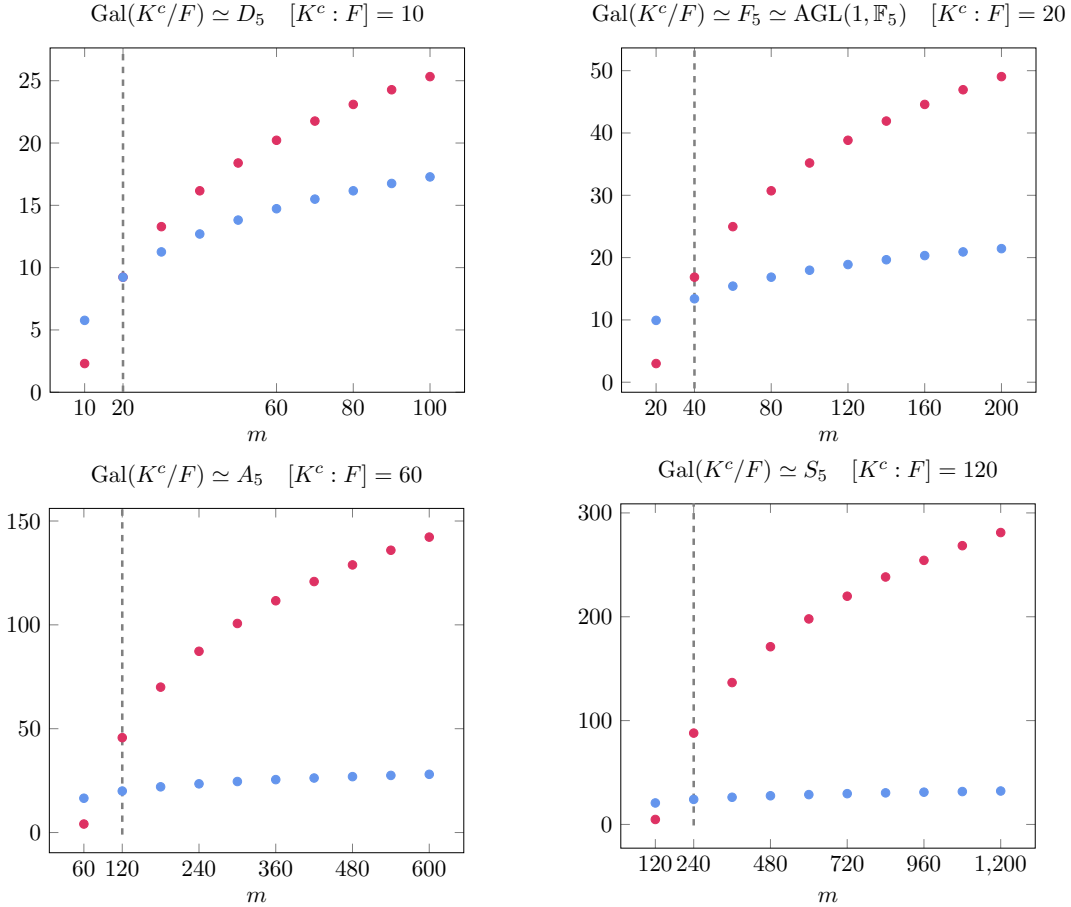 Gal(K^c/F) ≃ D_5 [K^c : F] = 10
25
20
15
10
5
0
10 20 60 80 100
m
Gal(K^c/F) ≃ F_5 ≃ AGL(1, 𝔽_5) [K^c : F] = 20
50
40
30
20
10
0
20 40 80 120 160 200
m
Gal(K^c/F) ≃ A_5 [K^c : F] = 60
150
100
50
0
60 120 240 360 480 600
m
Gal(K^c/F) ≃ S_5 [K^c : F] = 120
300
200
100
0
120 240 480 720 960 1,200
m